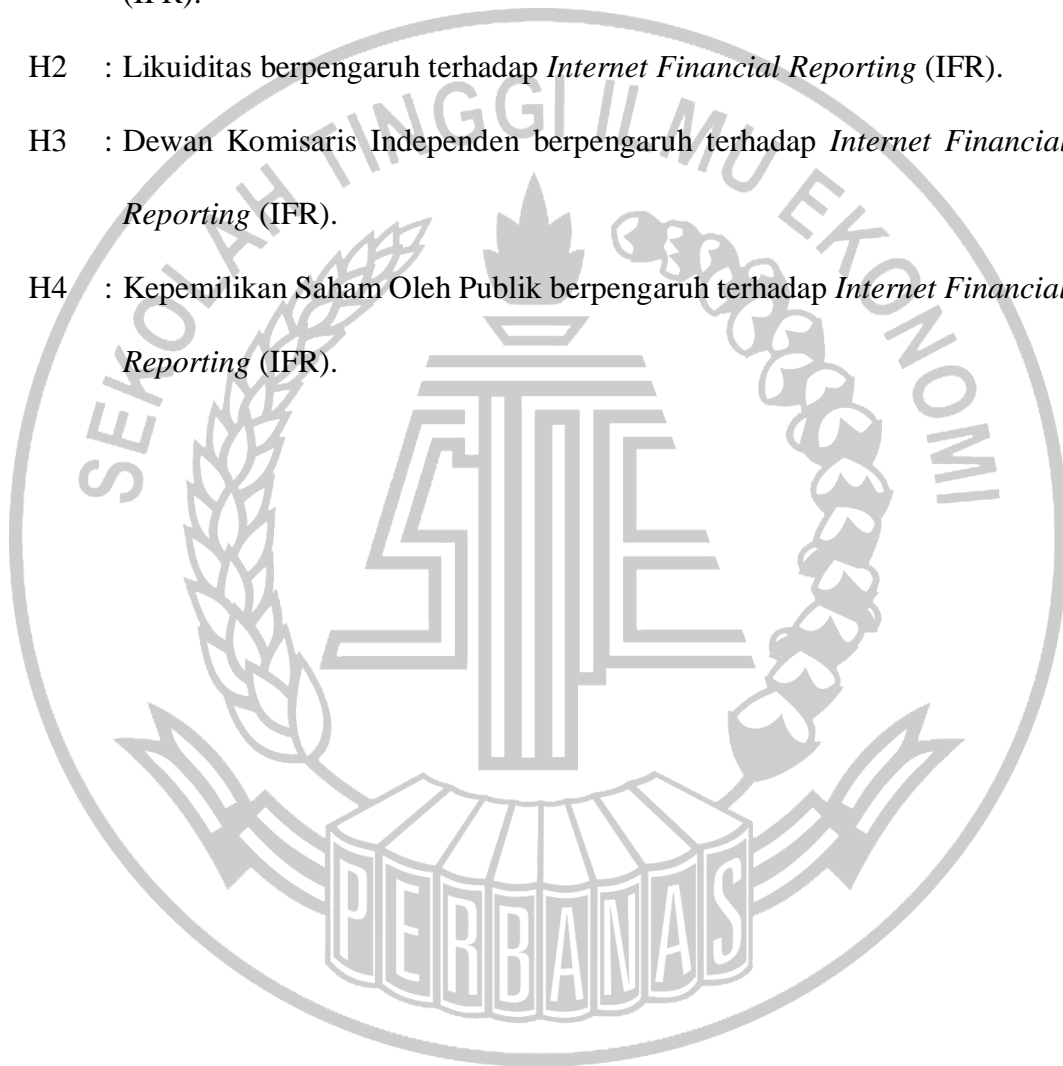 (IFR).
H2 : Likuiditas berpengaruh terhadap Internet Financial Reporting (IFR).
H3 : Dewan Komisaris Independen berpengaruh terhadap Internet Financial
Reporting (IFR).
H4 : Kepemilikan Saham Oleh Publik berpengaruh terhadap Internet Financial
Reporting (IFR).
SEKOLAH TINGGI ILMU EKONOMI
STIE
PERBANAS